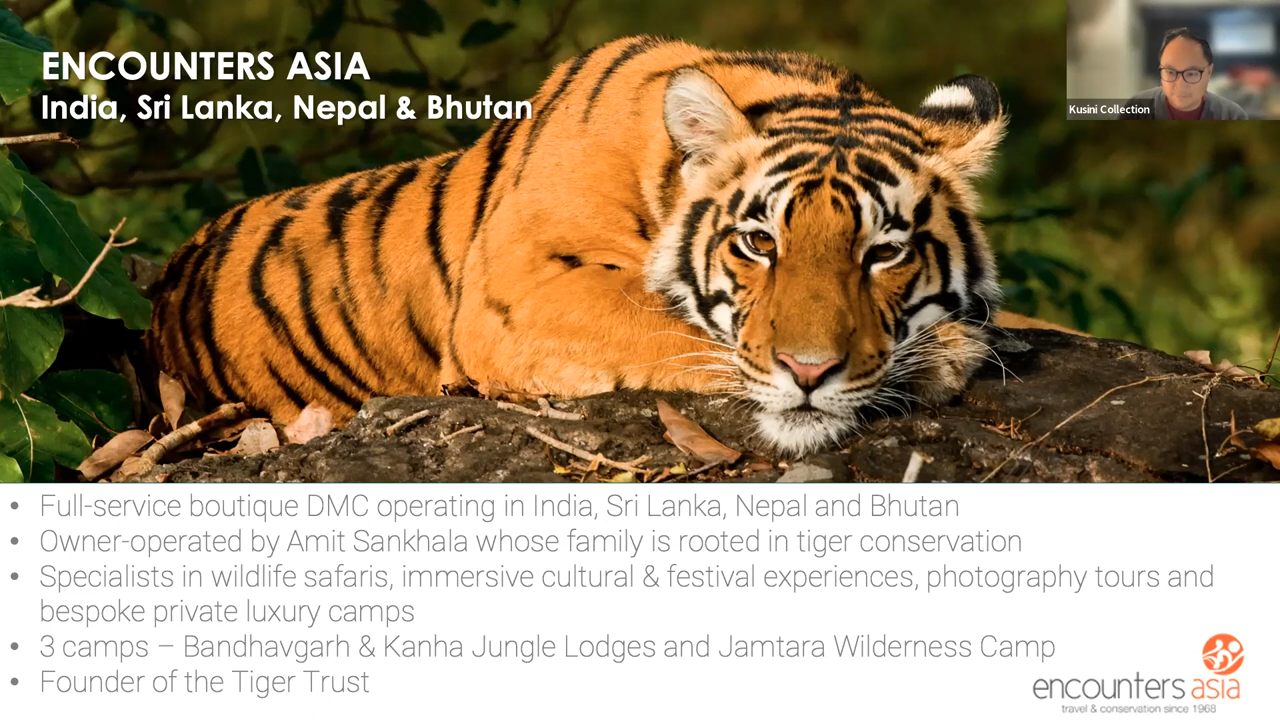 ENCOUNTERS ASIA
India, Sri Lanka, Nepal & Bhutan
Kusini Collection
• Full-service boutique DMC operating in India, Sri Lanka, Nepal and Bhutan
• Owner-operated by Amit Sankhala whose family is rooted in tiger conservation
• Specialists in wildlife safaris, immersive cultural & festival experiences, photography tours and
bespoke private luxury camps
• 3 camps – Bandhavgarh & Kanha Jungle Lodges and Jamtara Wilderness Camp
• Founder of the Tiger Trust
encounters asia
travel & conservation since 1968